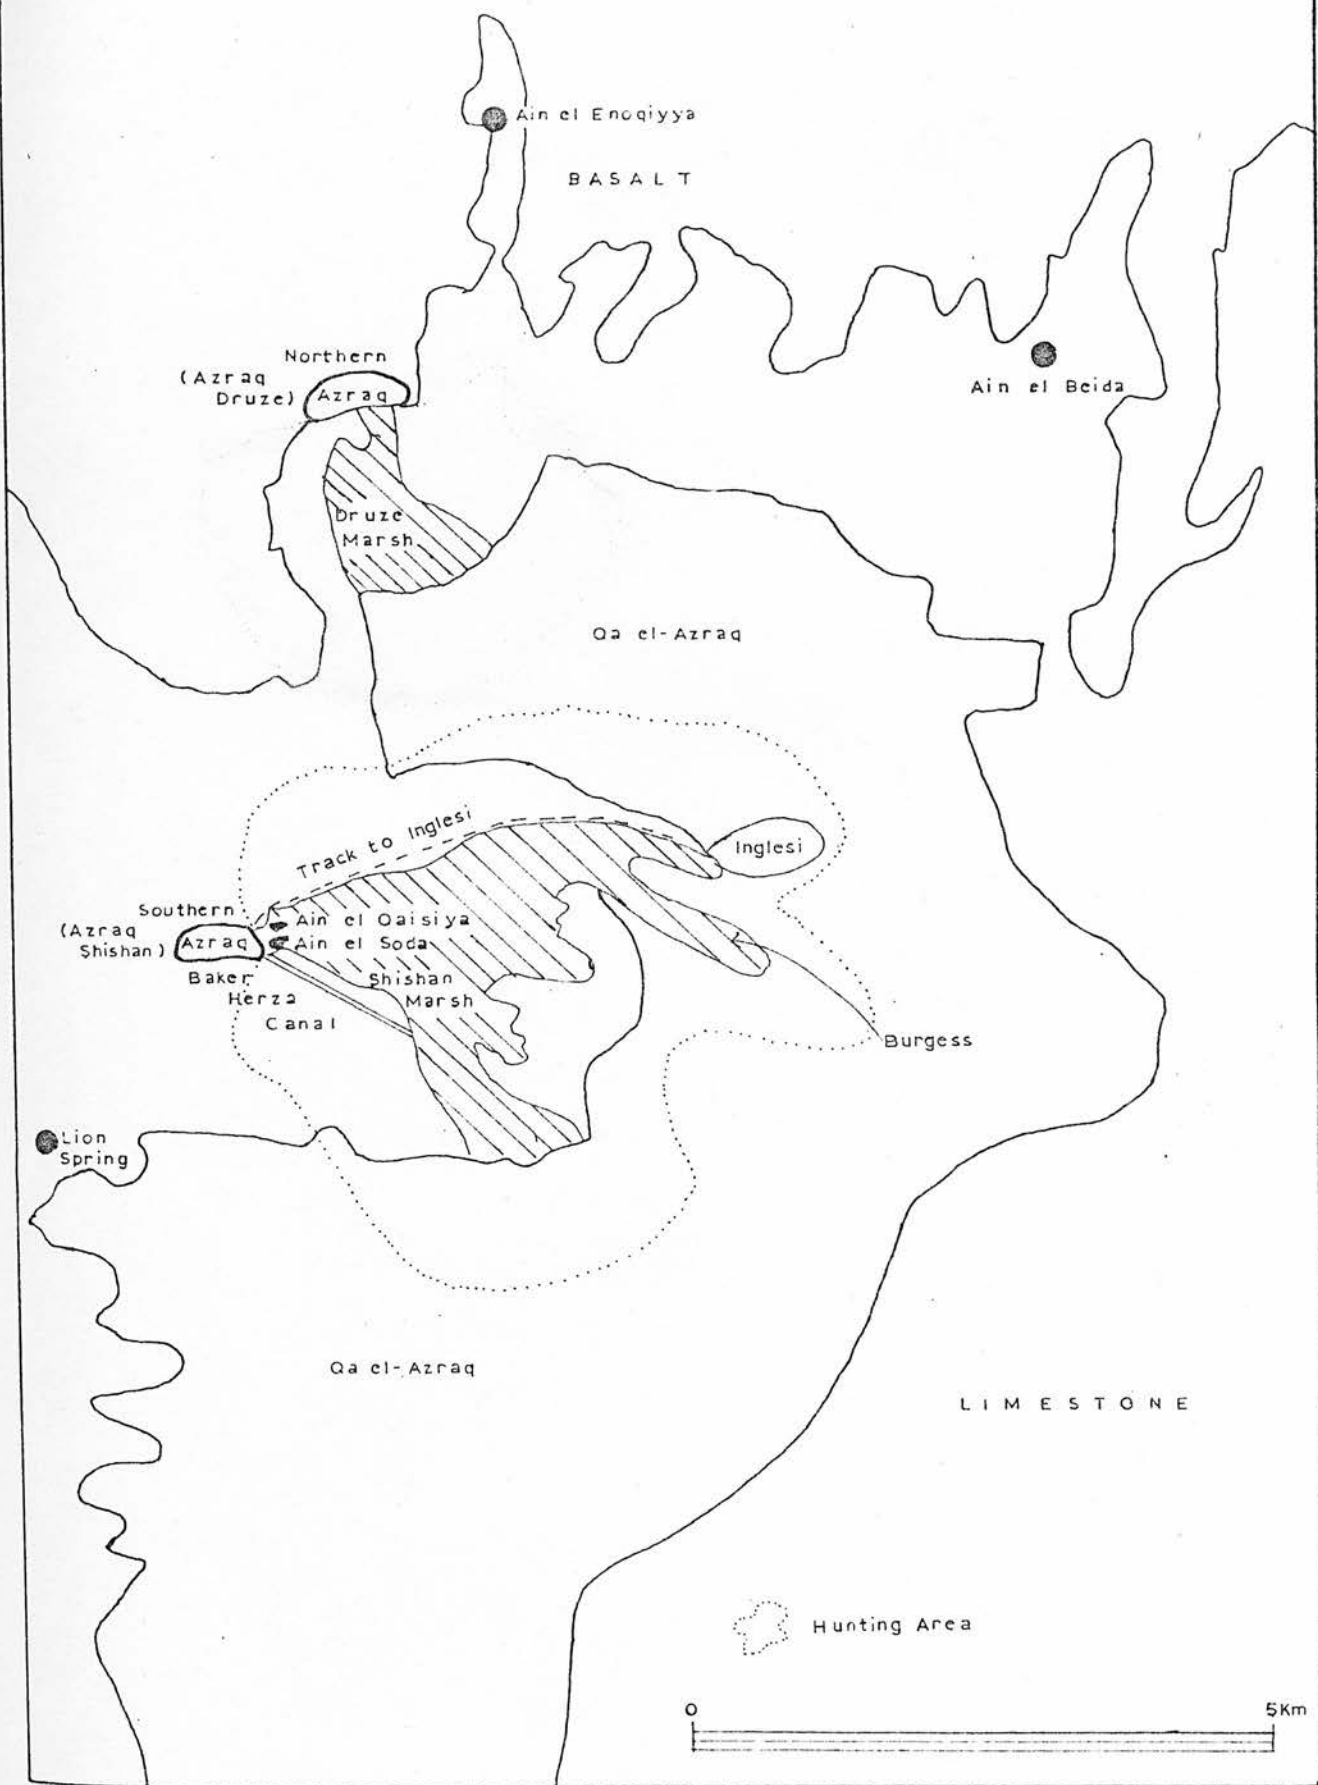 Ain el Enoqiyya
BASALT
Northern
(Azraq
Druze)
Azraq
Ain el Beida
Druze
Marsh
Qa el-Azraq
Track to Inglesi
Inglesi
Southern
(Azraq
Shishan)
Azraq
Ain el Qaisiya
Ain el Soda
Baker
Herza
Canal
Shishan
Marsh
Burgess
Lion
Spring
Qa el-Azraq
LIMESTONE
Hunting Area
0 5Km